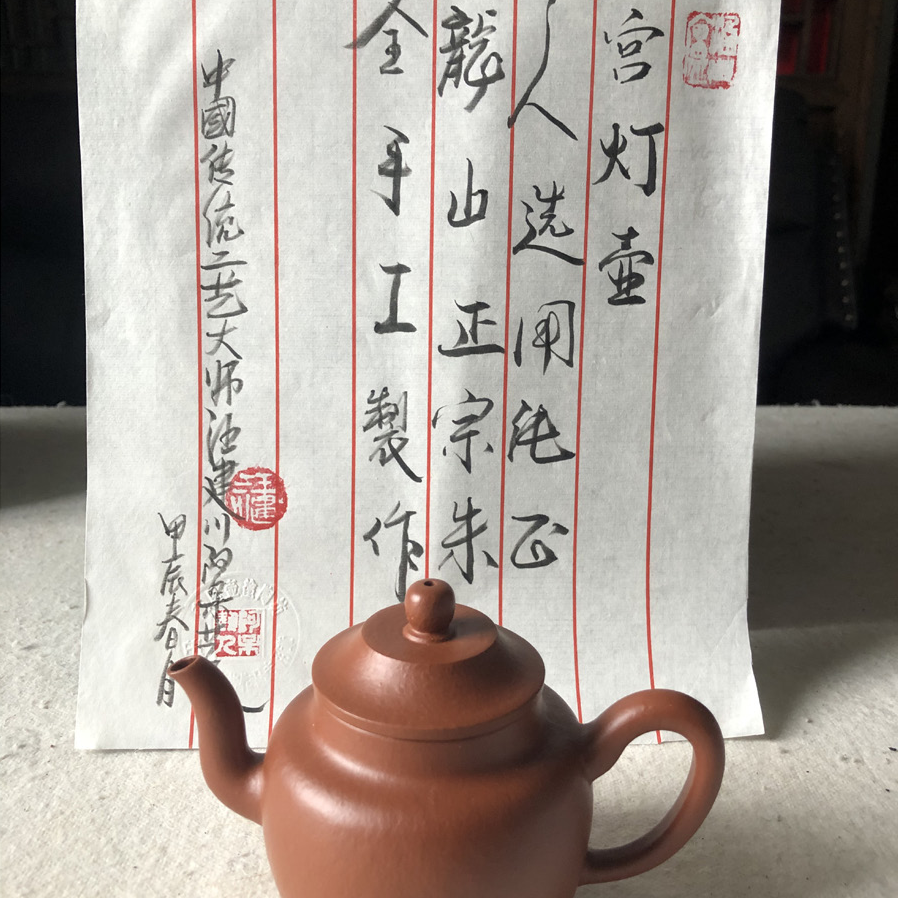 宫灯壶
人选用纯正
龍山正宗朱
全手工製作
中國传统工艺大师汪建川
甲辰春月